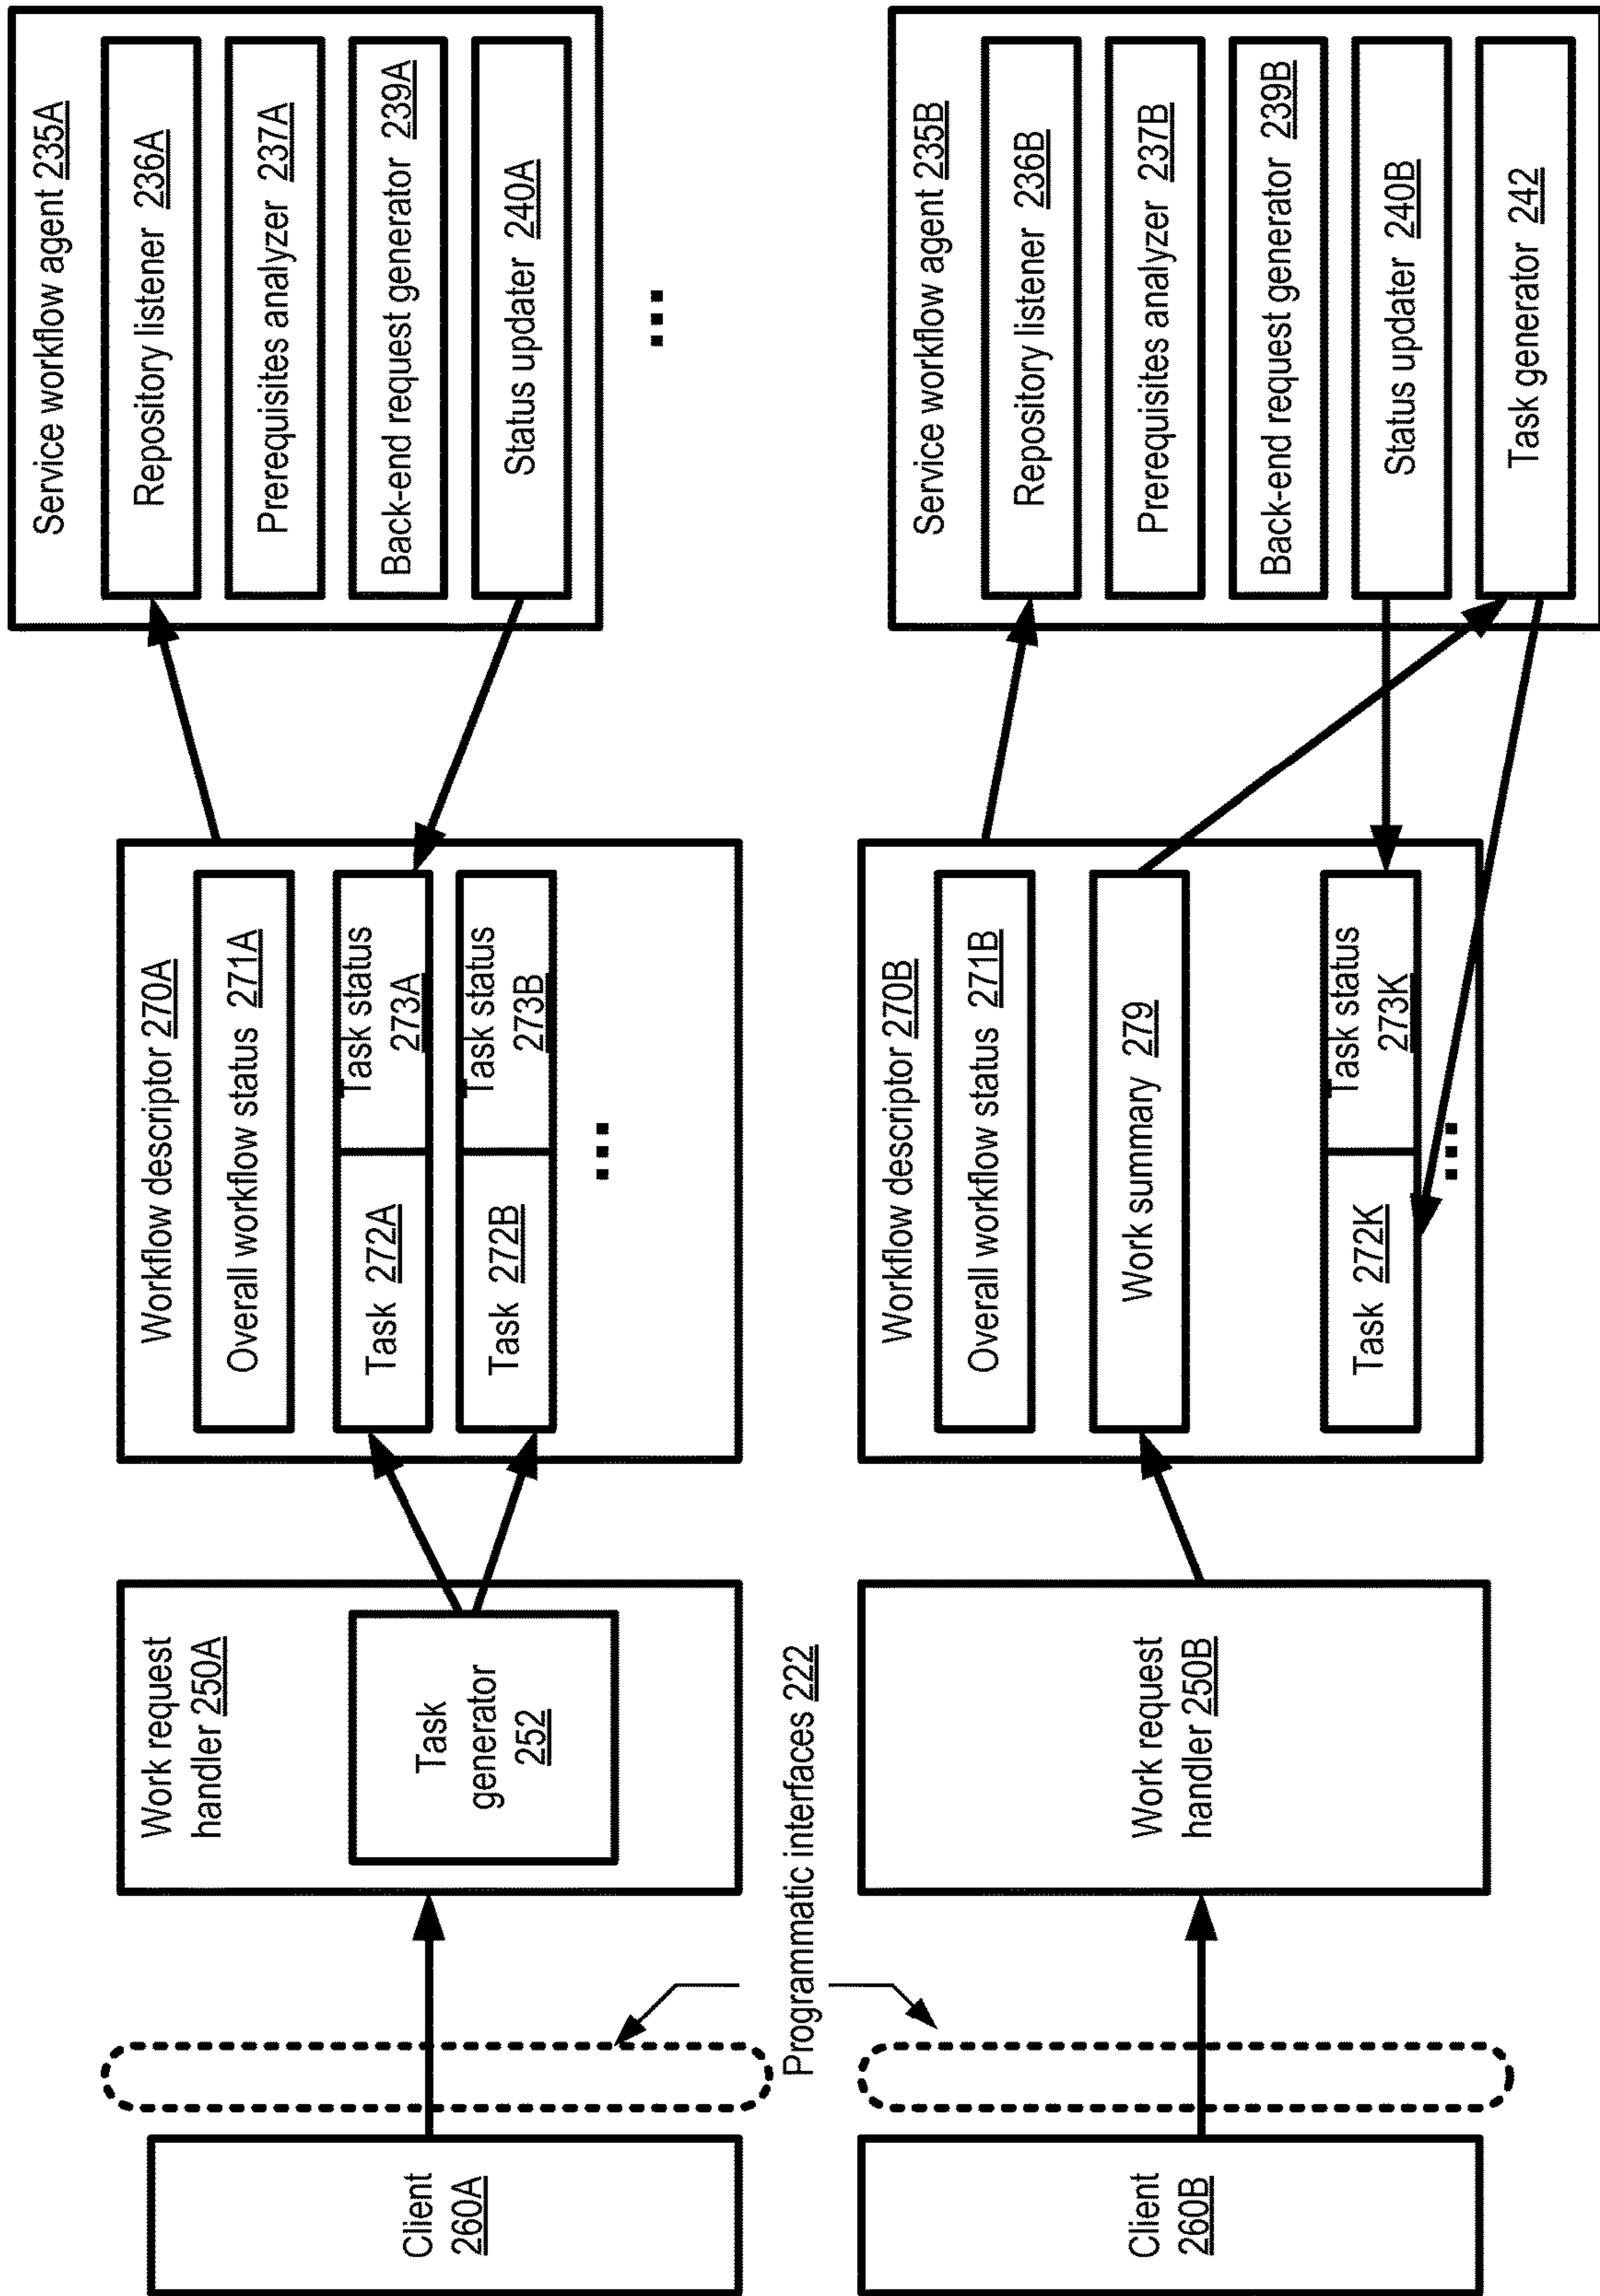 Client
260A
Work request
handler 250A
Task
generator
252
Workflow descriptor 270A
Overall workflow status 271A
Task 272A
Task status
273A
Task 272B
Task status
273B
...
Service workflow agent 235A
Repository listener 236A
Prerequisites analyzer 237A
Back-end request generator 239A
Status updater 240A
...
Programmatic interfaces 222
Client
260B
Work request
handler 250B
Workflow descriptor 270B
Overall workflow status 271B
Work summary 279
Task 272K
Task status
273K
...
Service workflow agent 235B
Repository listener 236B
Prerequisites analyzer 237B
Back-end request generator 239B
Status updater 240B
Task generator 242